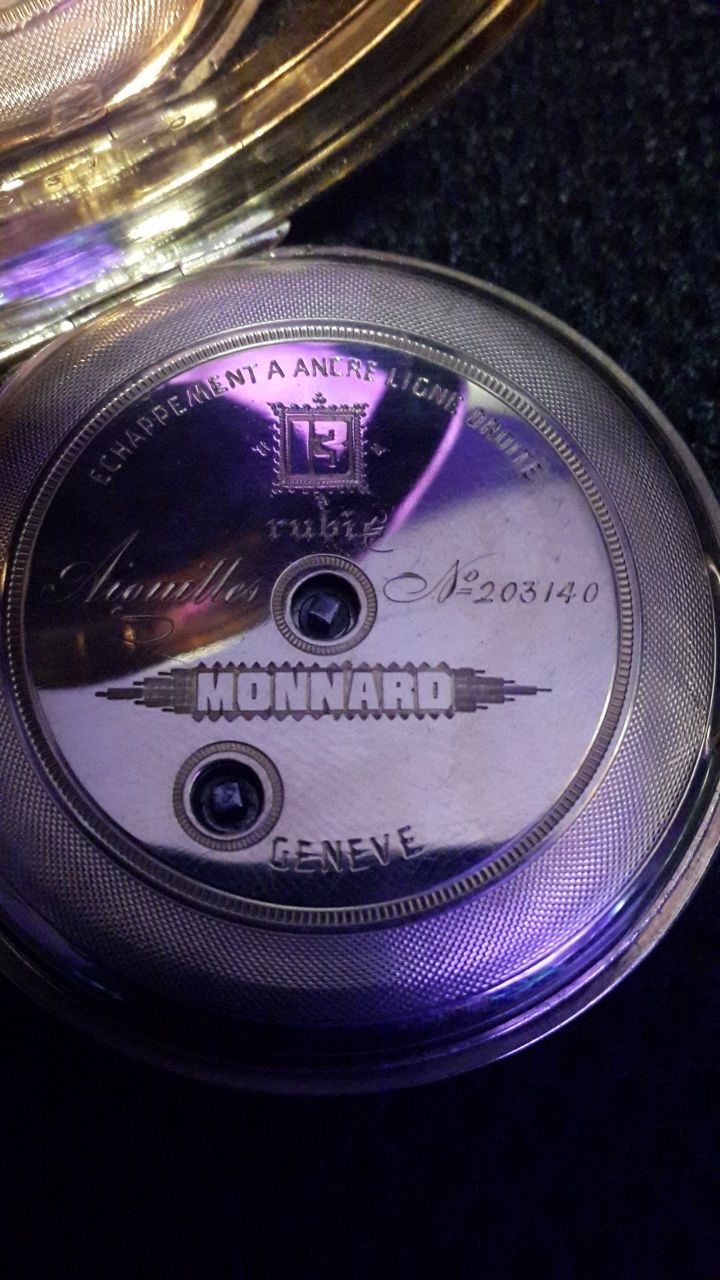 ECHAPPEMENT A ANCRE LIGNE DROITE
13
rubis
Aiguilles Nº 203140
MONNARD
GENEVE